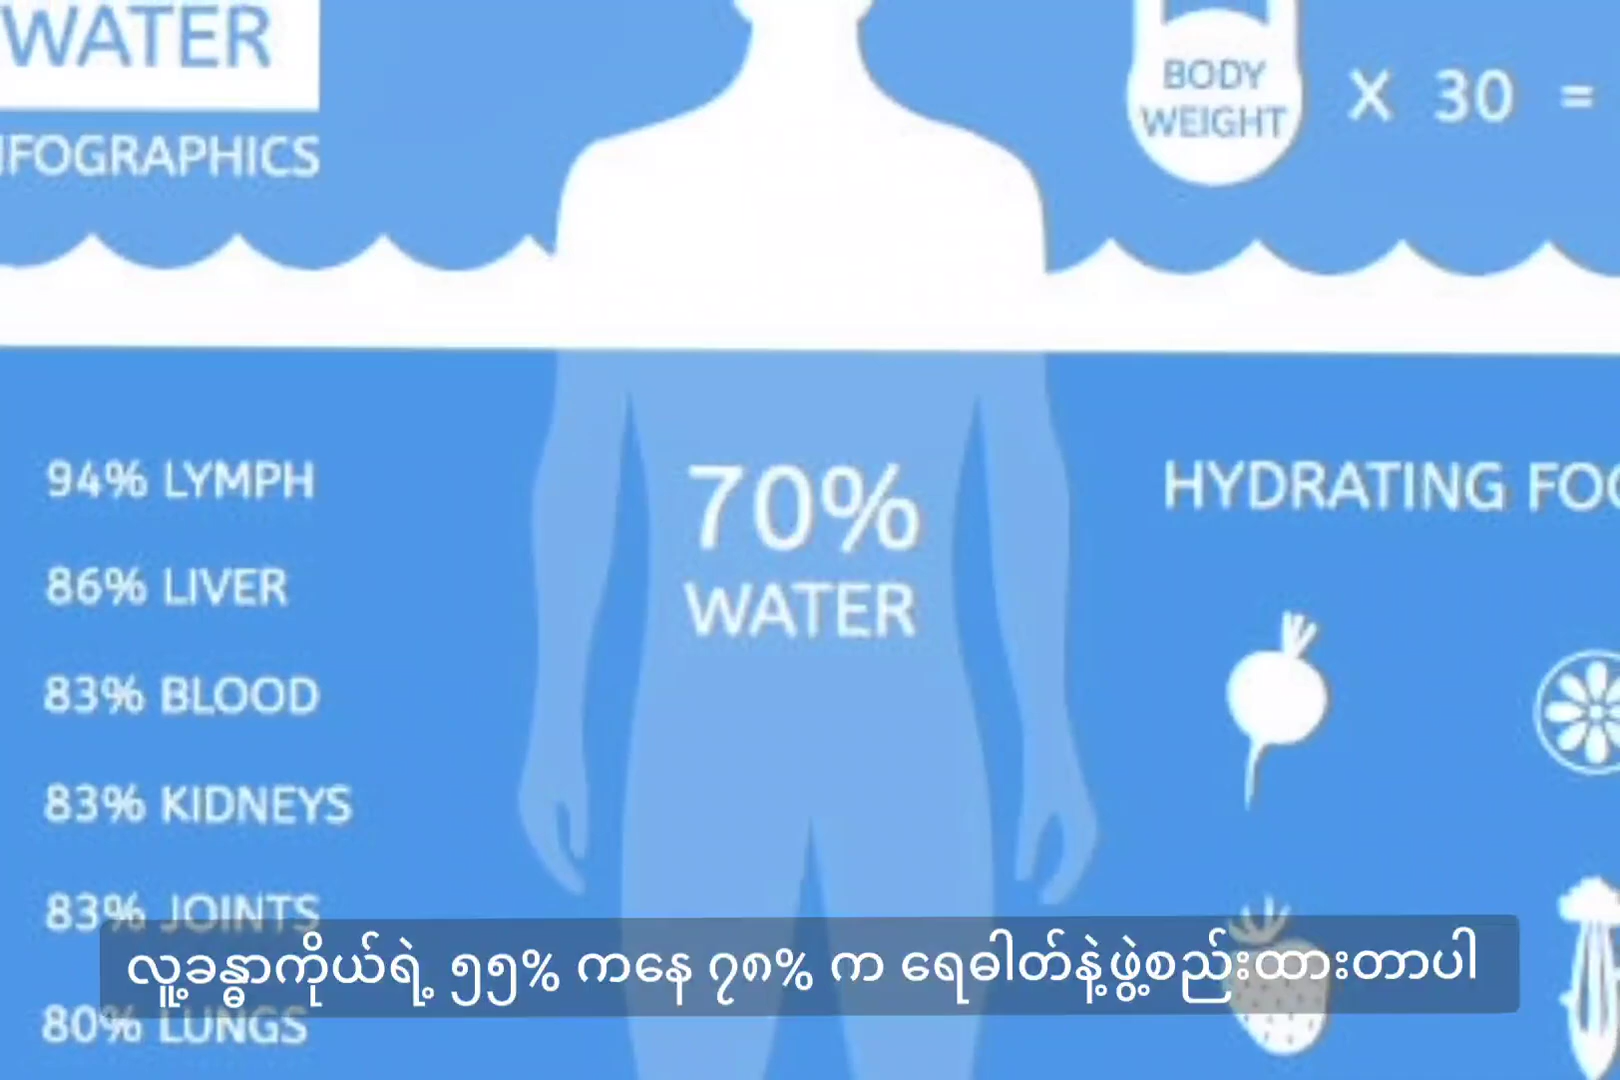 WATER
NFOGRAPHICS
BODY
WEIGHT
X 30 =
94% LYMPH
86% LIVER
83% BLOOD
83% KIDNEYS
83% JOINTS
80% LUNGS
70%
WATER
HYDRATING FOO
လူ့ခန္ဓာကိုယ်ရဲ့ ၅၅% ကနေ ၇၈% က ရေဓါတ်နဲ့ဖွဲ့စည်းထားတာပါ